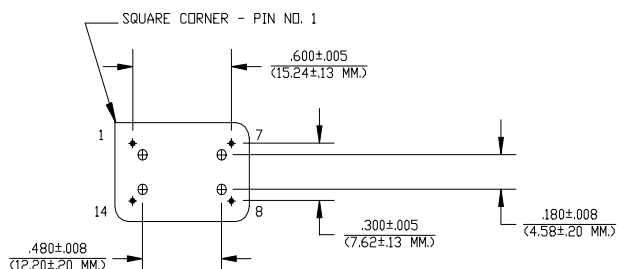 SQUARE CORNER - PIN NO. 1
.600±.005
(15.24±.13 MM.)
1
7
14
8
.180±.008
(4.58±.20 MM.)
.300±.005
(7.62±.13 MM.)
.480±.008
(12.20±.20 MM.)